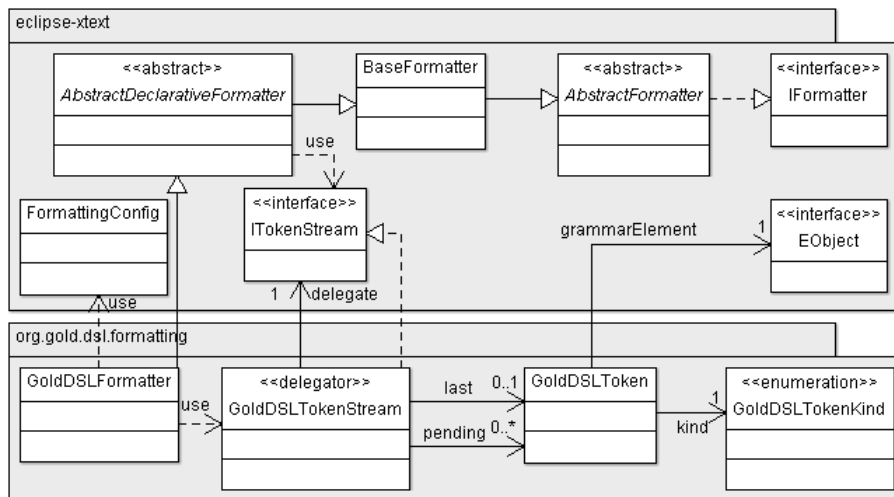 eclipse-xtext
<<abstract>>
AbstractDeclarativeFormatter
BaseFormatter
<<abstract>>
AbstractFormatter
<<interface>>
IFormatter
use
FormattingConfig
<<interface>>
ITokenStream
grammarElement
1
<<interface>>
EObject
use
1
delegate
org.gold.dsl.formatting
GoldDSLFormatter
use
<<delegator>>
GoldDSLTokenStream
last
0..1
pending
0..*
GoldDSLToken
1
kind
<<enumeration>>
GoldDSLTokenKind